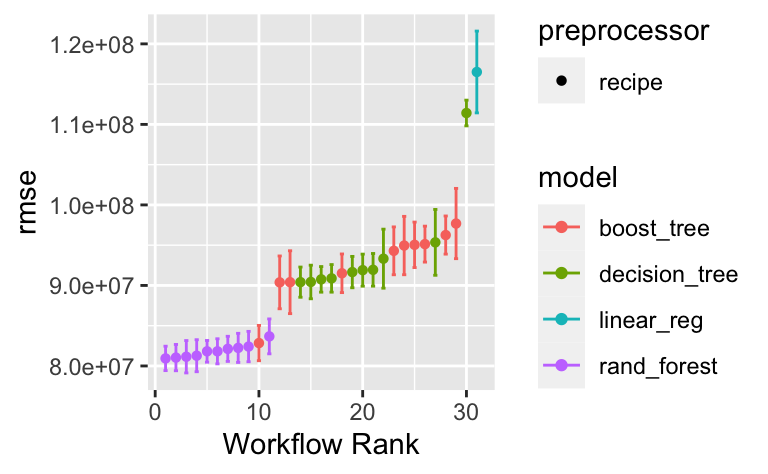 1.2e+08
1.1e+08
1.0e+08
9.0e+07
8.0e+07
rmse
0
10
20
30
Workflow Rank
preprocessor
recipe
model
boost_tree
decision_tree
linear_reg
rand_forest